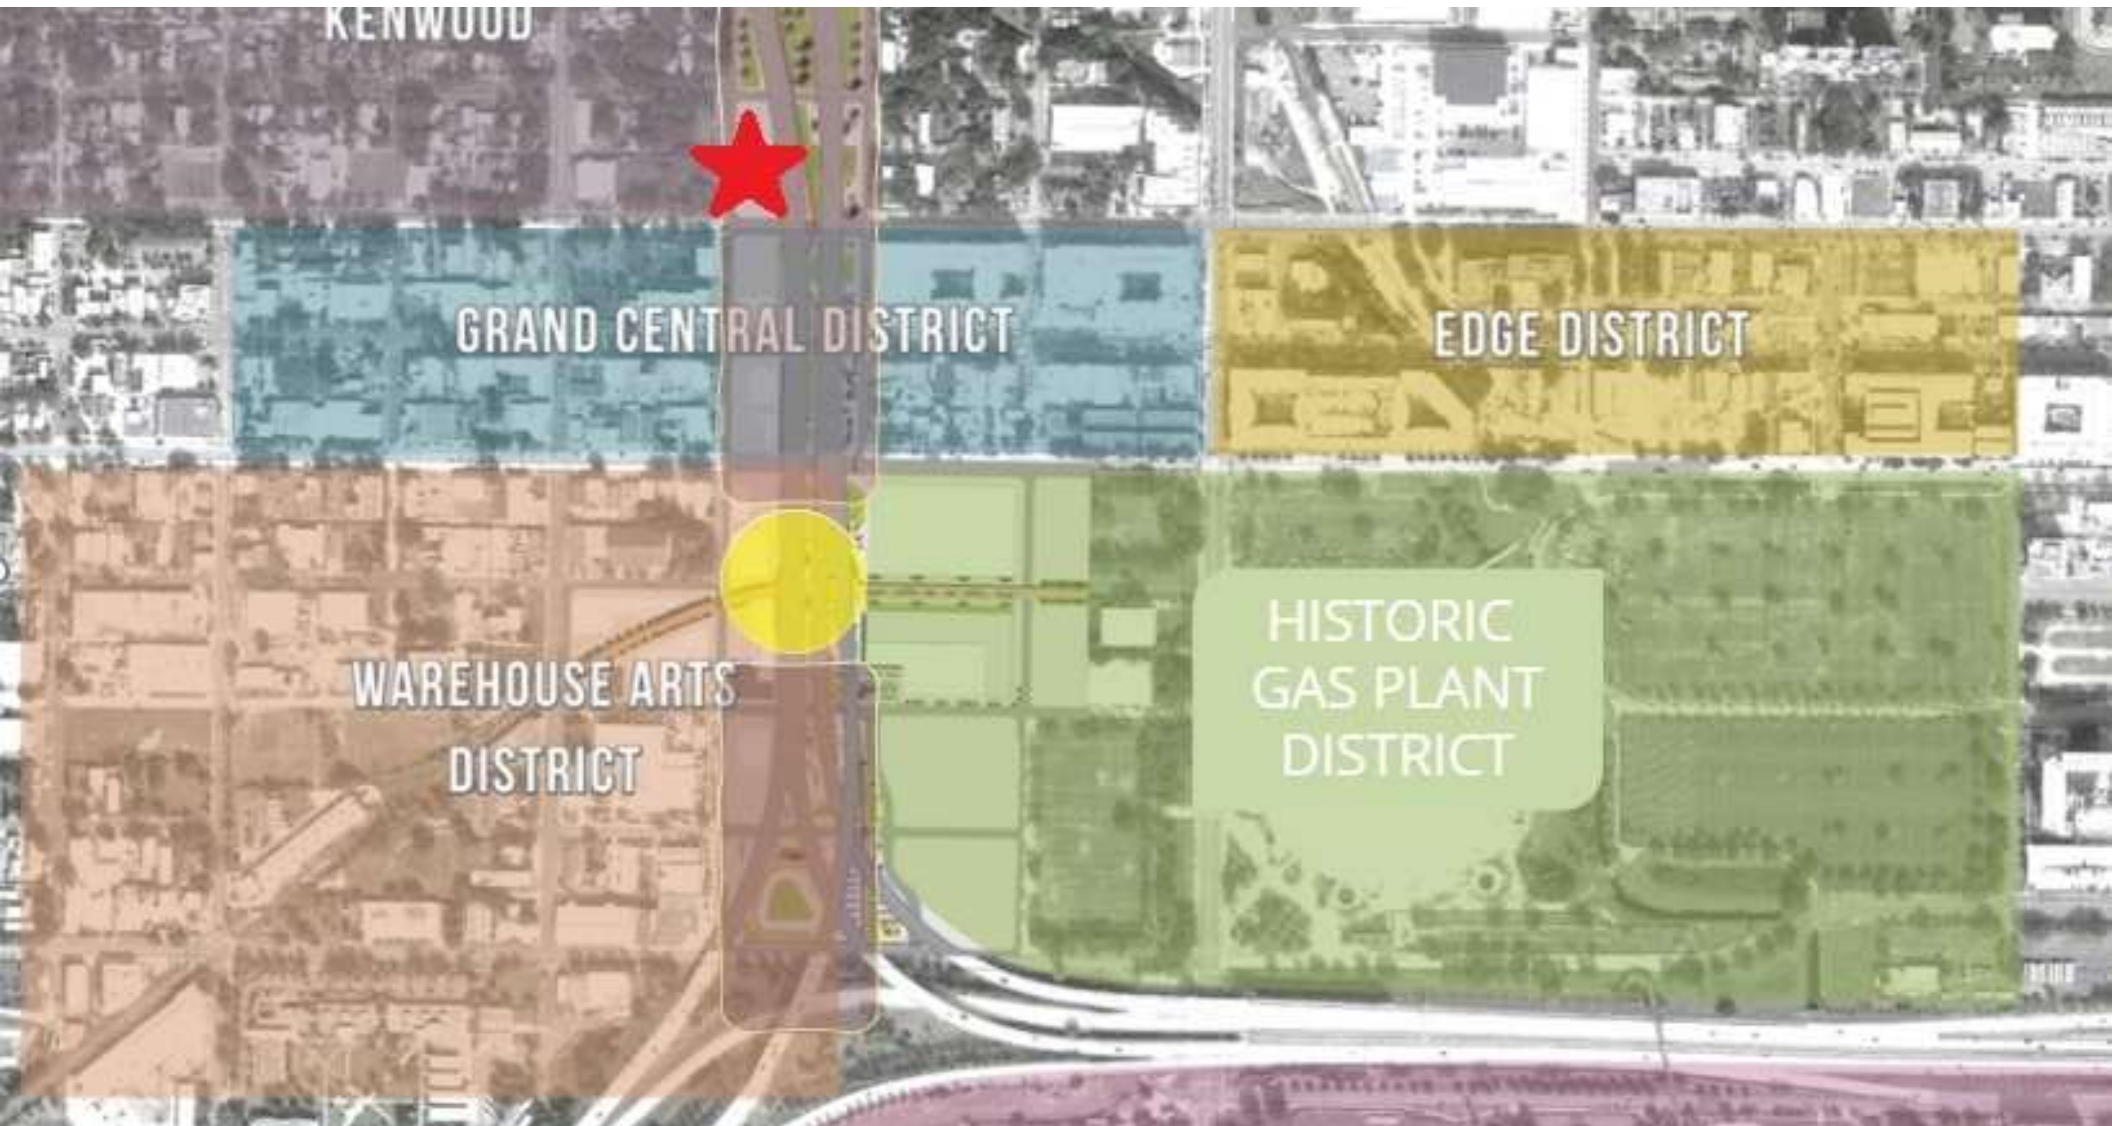 KENWOOD
GRAND CENTRAL DISTRICT
EDGE DISTRICT
HISTORIC
GAS PLANT
DISTRICT
WAREHOUSE ARTS
DISTRICT